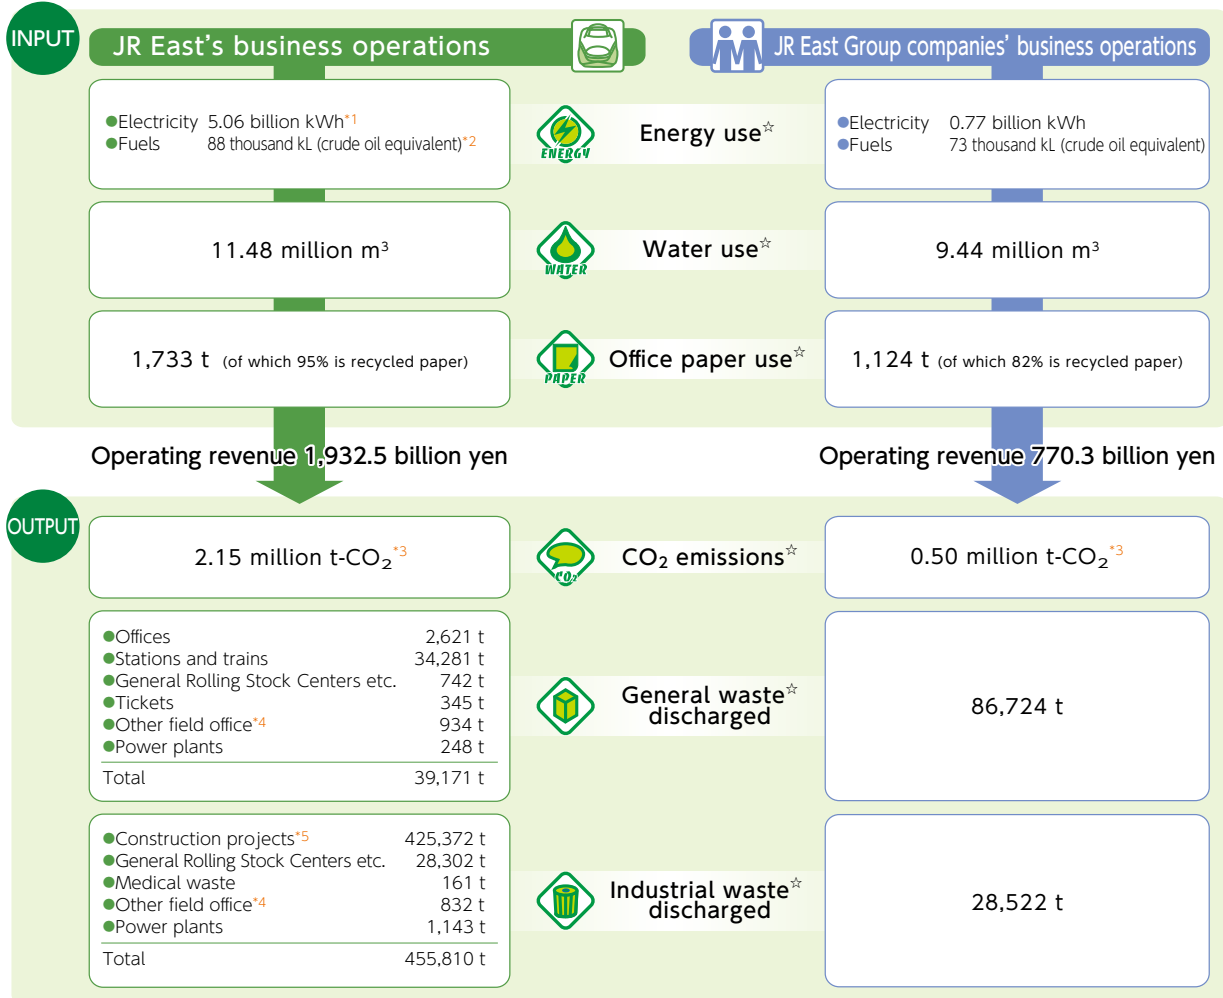 INPUT
JR East's business operations
JR East Group companies' business operations
●Electricity 5.06 billion kWh*1
●Fuels 88 thousand kL (crude oil equivalent)*2
ENERGY
Energy use☆
●Electricity 0.77 billion kWh
●Fuels 73 thousand kL (crude oil equivalent)
11.48 million m³
WATER
Water use☆
9.44 million m³
1,733 t (of which 95% is recycled paper)
PAPER
Office paper use☆
1,124 t (of which 82% is recycled paper)
Operating revenue 1,932.5 billion yen
Operating revenue 770.3 billion yen
OUTPUT
2.15 million t-CO₂*3
CO₂
CO₂ emissions☆
0.50 million t-CO₂*3
●Offices 2,621 t
●Stations and trains 34,281 t
●General Rolling Stock Centers etc. 742 t
●Tickets 345 t
●Other field office*4 934 t
●Power plants 248 t
Total 39,171 t
General waste☆
discharged
86,724 t
●Construction projects*5 425,372 t
●General Rolling Stock Centers etc. 28,302 t
●Medical waste 161 t
●Other field office*4 832 t
●Power plants 1,143 t
Total 455,810 t
Industrial waste☆
discharged
28,522 t